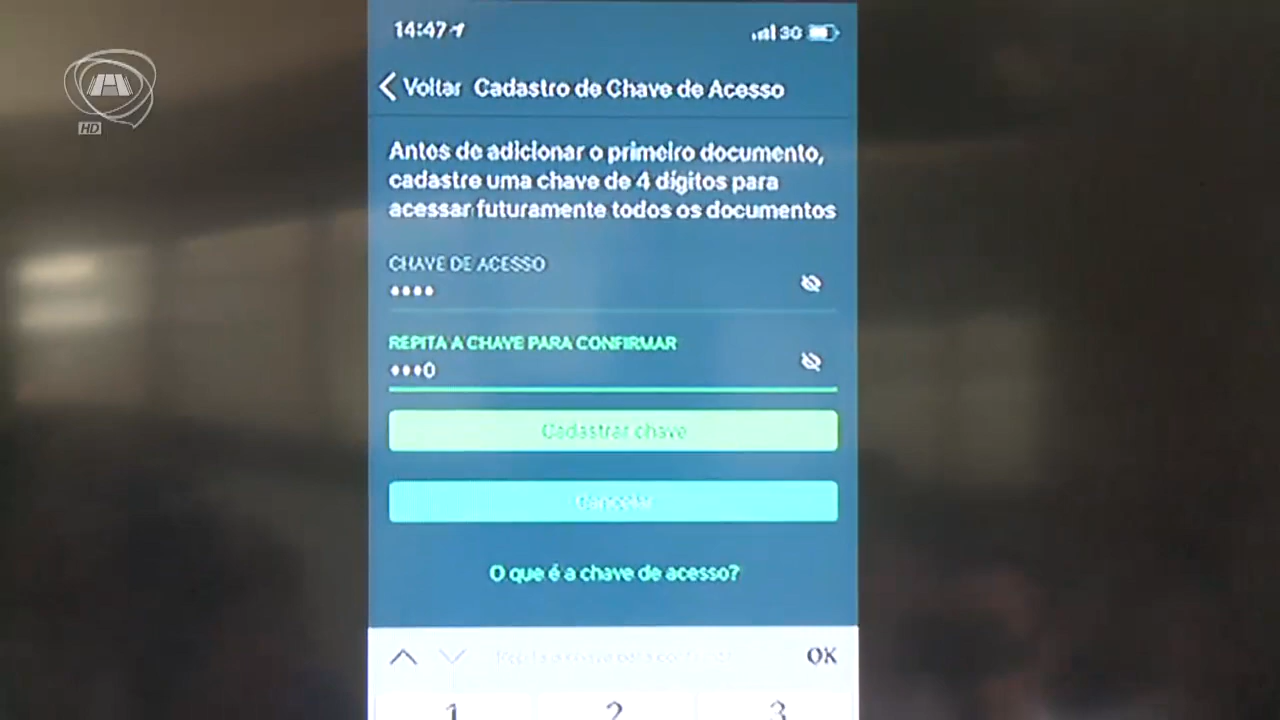 14:47
3G
HD
Voltar Cadastro de Chave de Acesso
Antes de adicionar o primeiro documento,
cadastre uma chave de 4 dígitos para
acessar futuramente todos os documentos
CHAVE DE ACESSO
••••
REPITA A CHAVE PARA CONFIRMAR
•••0
Cadastrar chave
Cancelar
O que é a chave de acesso?
OK
1 2 3